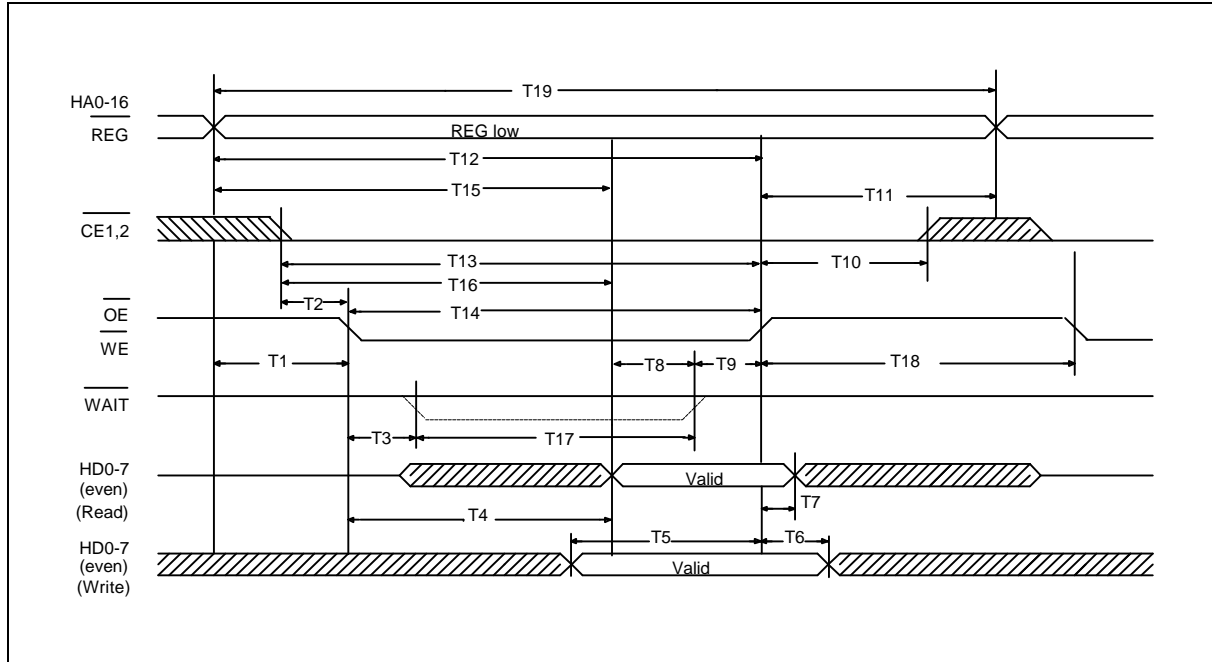 T19
HA0-16
REG
REG low
T12
T15
T11
CE1,2
T13
T10
T16
T2
T14
OE
WE
T1
T8
T9
T18
WAIT
T3
T17
HD0-7
(even)
(Read)
Valid
T7
T4
T5
T6
HD0-7
(even)
(Write)
Valid